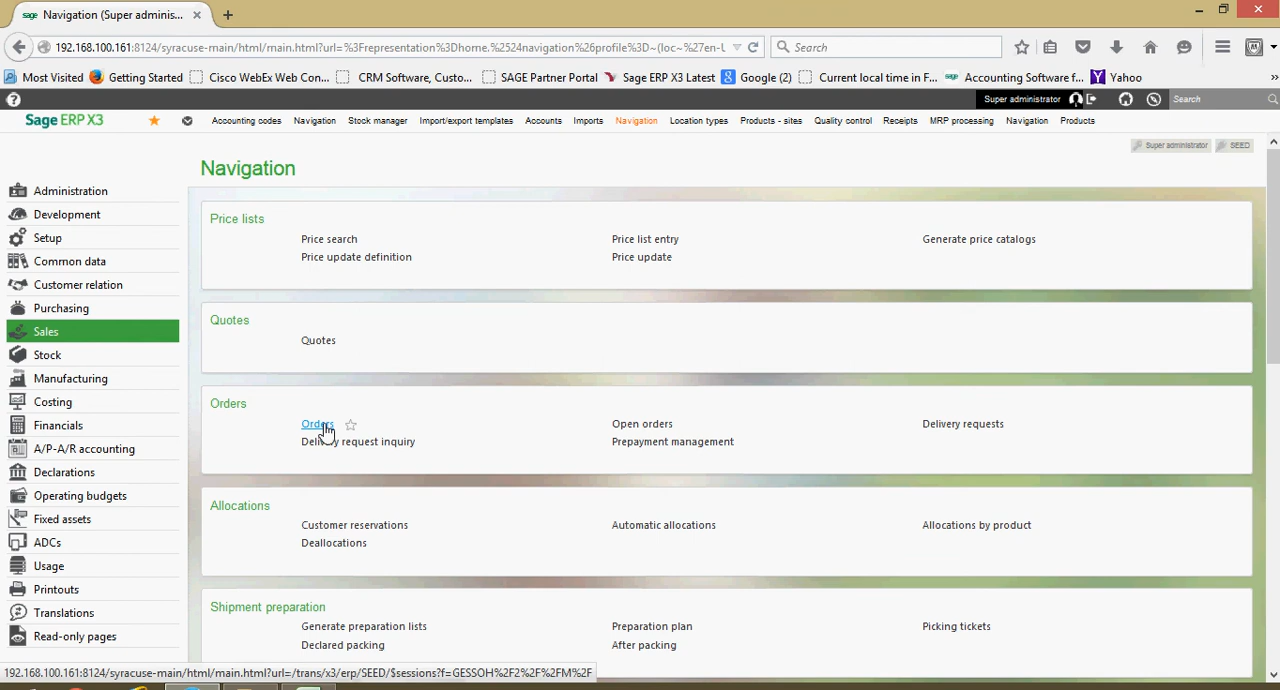 Navigation (Super adminis...
192.168.100.161:8124/syracuse-main/html/main.html?url=%3Frepresentation%3Dhome.%2524navigation%26profile%3D~(loc~%27en-U
Search
Most Visited
Getting Started
Cisco WebEx Web Con...
CRM Software, Custo...
SAGE Partner Portal
Sage ERP X3 Latest
Google (2)
Current local time in F...
Accounting Software f...
Yahoo
Super administrator
Search
Sage ERP X3
Accounting codes
Navigation
Stock manager
Import/export templates
Accounts
Imports
Navigation
Location types
Products - sites
Quality control
Receipts
MRP processing
Navigation
Products
Super administrator
SEED
Navigation
Administration
Development
Setup
Common data
Customer relation
Purchasing
Sales
Stock
Manufacturing
Costing
Financials
A/P-A/R accounting
Declarations
Operating budgets
Fixed assets
ADCs
Usage
Printouts
Translations
Read-only pages
Price lists
Price search
Price list entry
Generate price catalogs
Price update definition
Price update
Quotes
Quotes
Orders
Orders
Open orders
Delivery requests
Delivery request inquiry
Prepayment management
Allocations
Customer reservations
Automatic allocations
Allocations by product
Deallocations
Shipment preparation
Generate preparation lists
Preparation plan
Picking tickets
Declared packing
After packing
192.168.100.161:8124/syracuse-main/html/main.html?url=/trans/x3/erp/SEED/$sessions?f=GESSOH%2F2%2F%2FM%2F